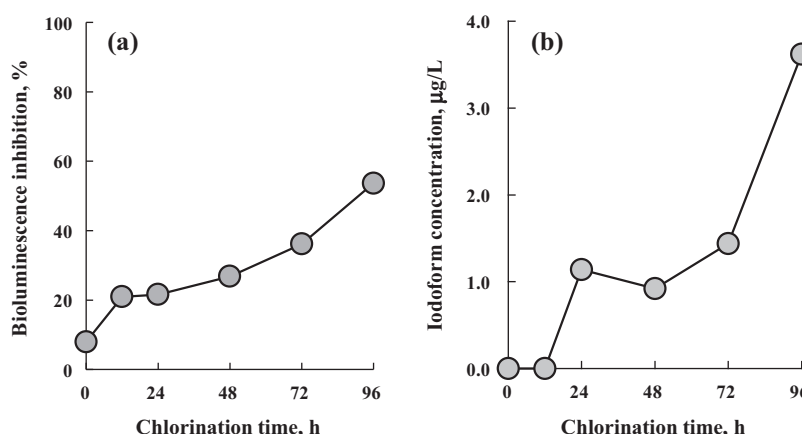 (a)
Bioluminescence inhibition, %
100
80
60
40
20
0
0 24 48 72 96
Chlorination time, h
(b)
Iodoform concentration, μg/L
4.0
3.0
2.0
1.0
0.0
0 24 48 72 96
Chlorination time, h